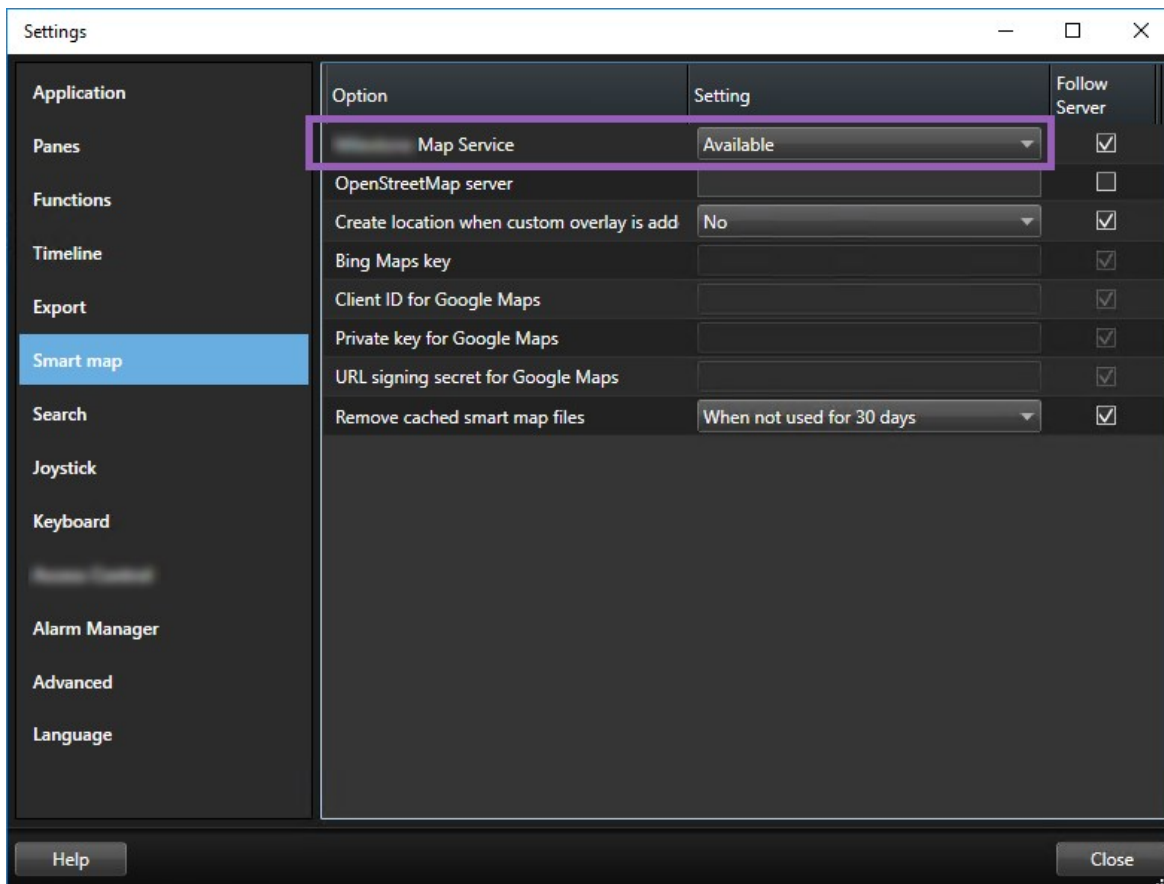 Settings
Application
Panes
Functions
Timeline
Export
Smart map
Search
Joystick
Keyboard
Alarm Manager
Advanced
Language
Option Setting Follow Server
Map Service Available
OpenStreetMap server
Create location when custom overlay is add No
Bing Maps key
Client ID for Google Maps
Private key for Google Maps
URL signing secret for Google Maps
Remove cached smart map files When not used for 30 days
Help Close